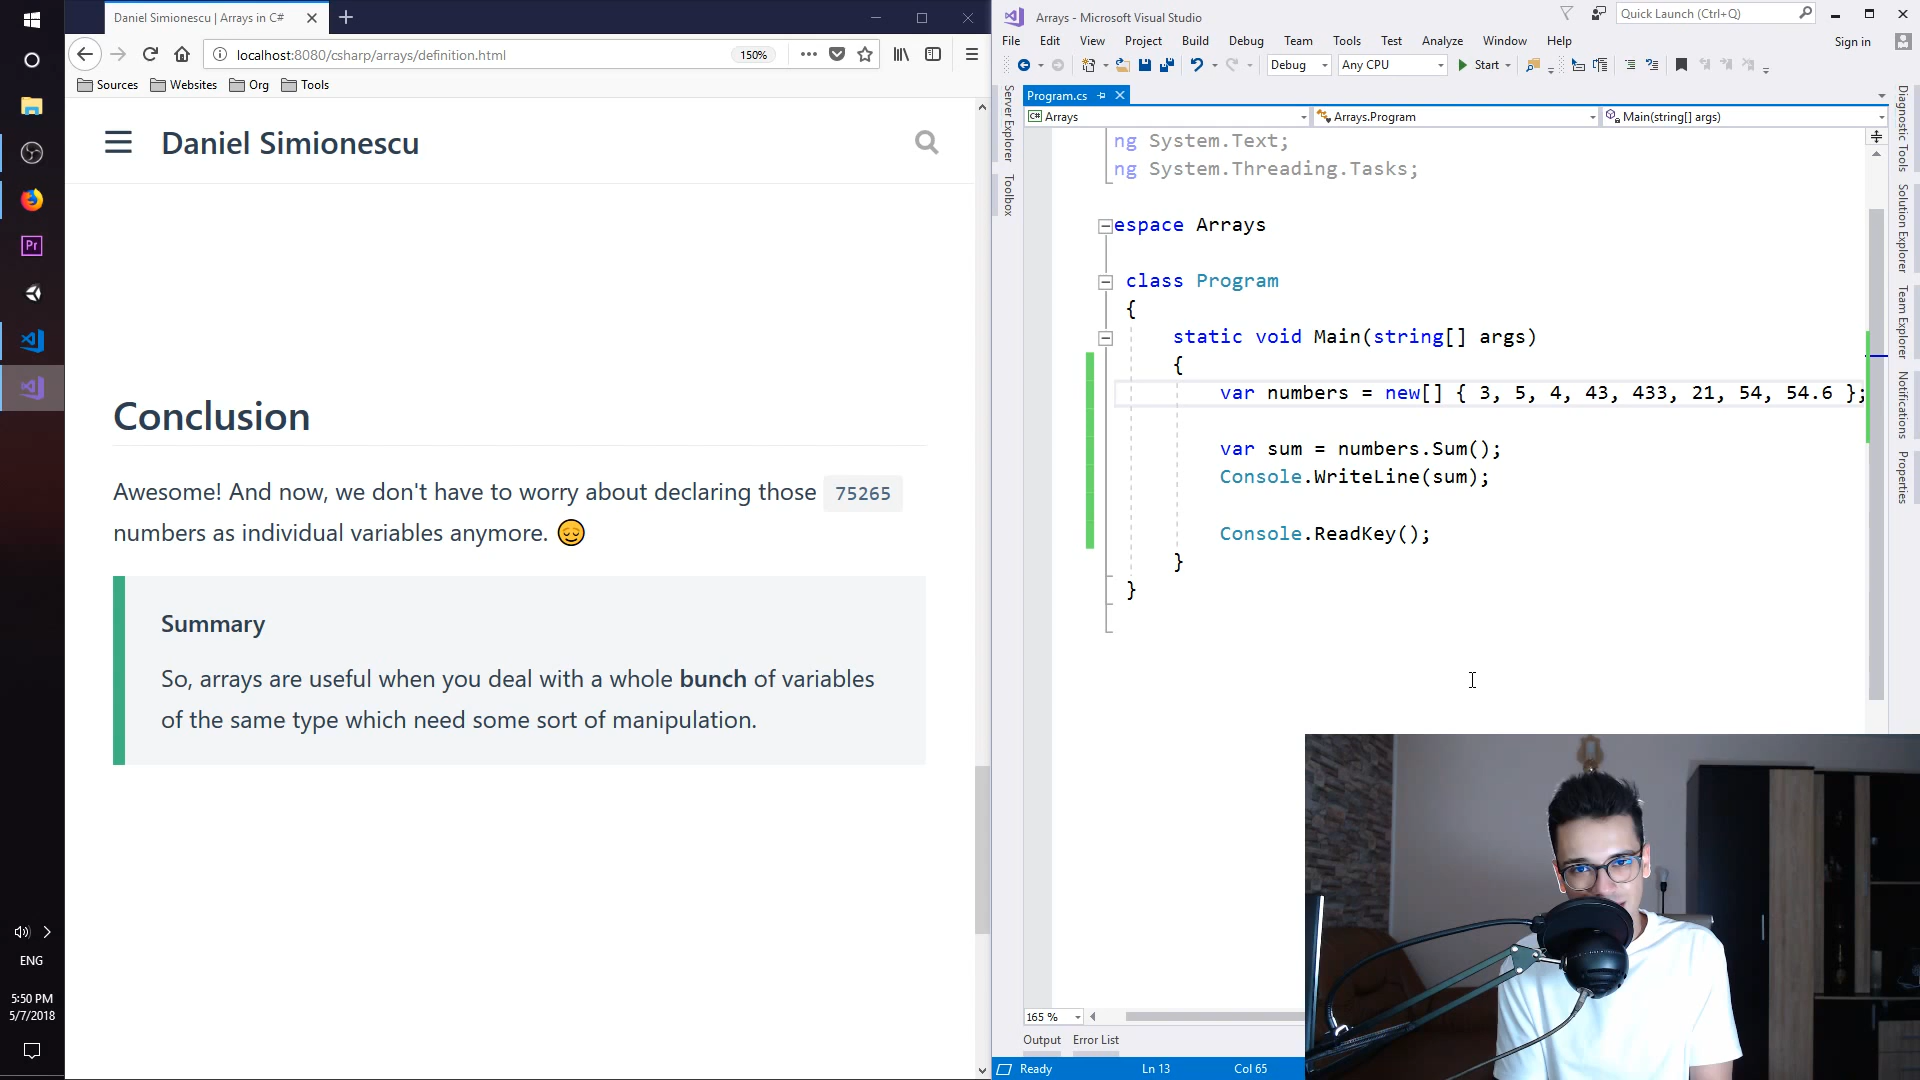 Daniel Simionescu | Arrays in C#
localhost:8080/csharp/arrays/definition.html
150%
Sources
Websites
Org
Tools
Daniel Simionescu
Conclusion
Awesome! And now, we don't have to worry about declaring those 75265
numbers as individual variables anymore. 😌
Summary
So, arrays are useful when you deal with a whole bunch of variables
of the same type which need some sort of manipulation.
Pr
ENG
5:50 PM
5/7/2018
Arrays - Microsoft Visual Studio
Quick Launch (Ctrl+Q)
File Edit View Project Build Debug Team Tools Test Analyze Window Help
Sign in
Debug
Any CPU
Start
Program.cs
C# Arrays
Arrays.Program
Main(string[] args)
Server Explorer
Toolbox
ng System.Text;
ng System.Threading.Tasks;
espace Arrays
class Program
{
static void Main(string[] args)
{
var numbers = new[] { 3, 5, 4, 43, 433, 21, 54, 54.6 };
var sum = numbers.Sum();
Console.WriteLine(sum);
Console.ReadKey();
}
}
Diagnostic Tools
Solution Explorer
Team Explorer
Notifications
Properties
165 %
Output
Error List
Ready
Ln 13
Col 65